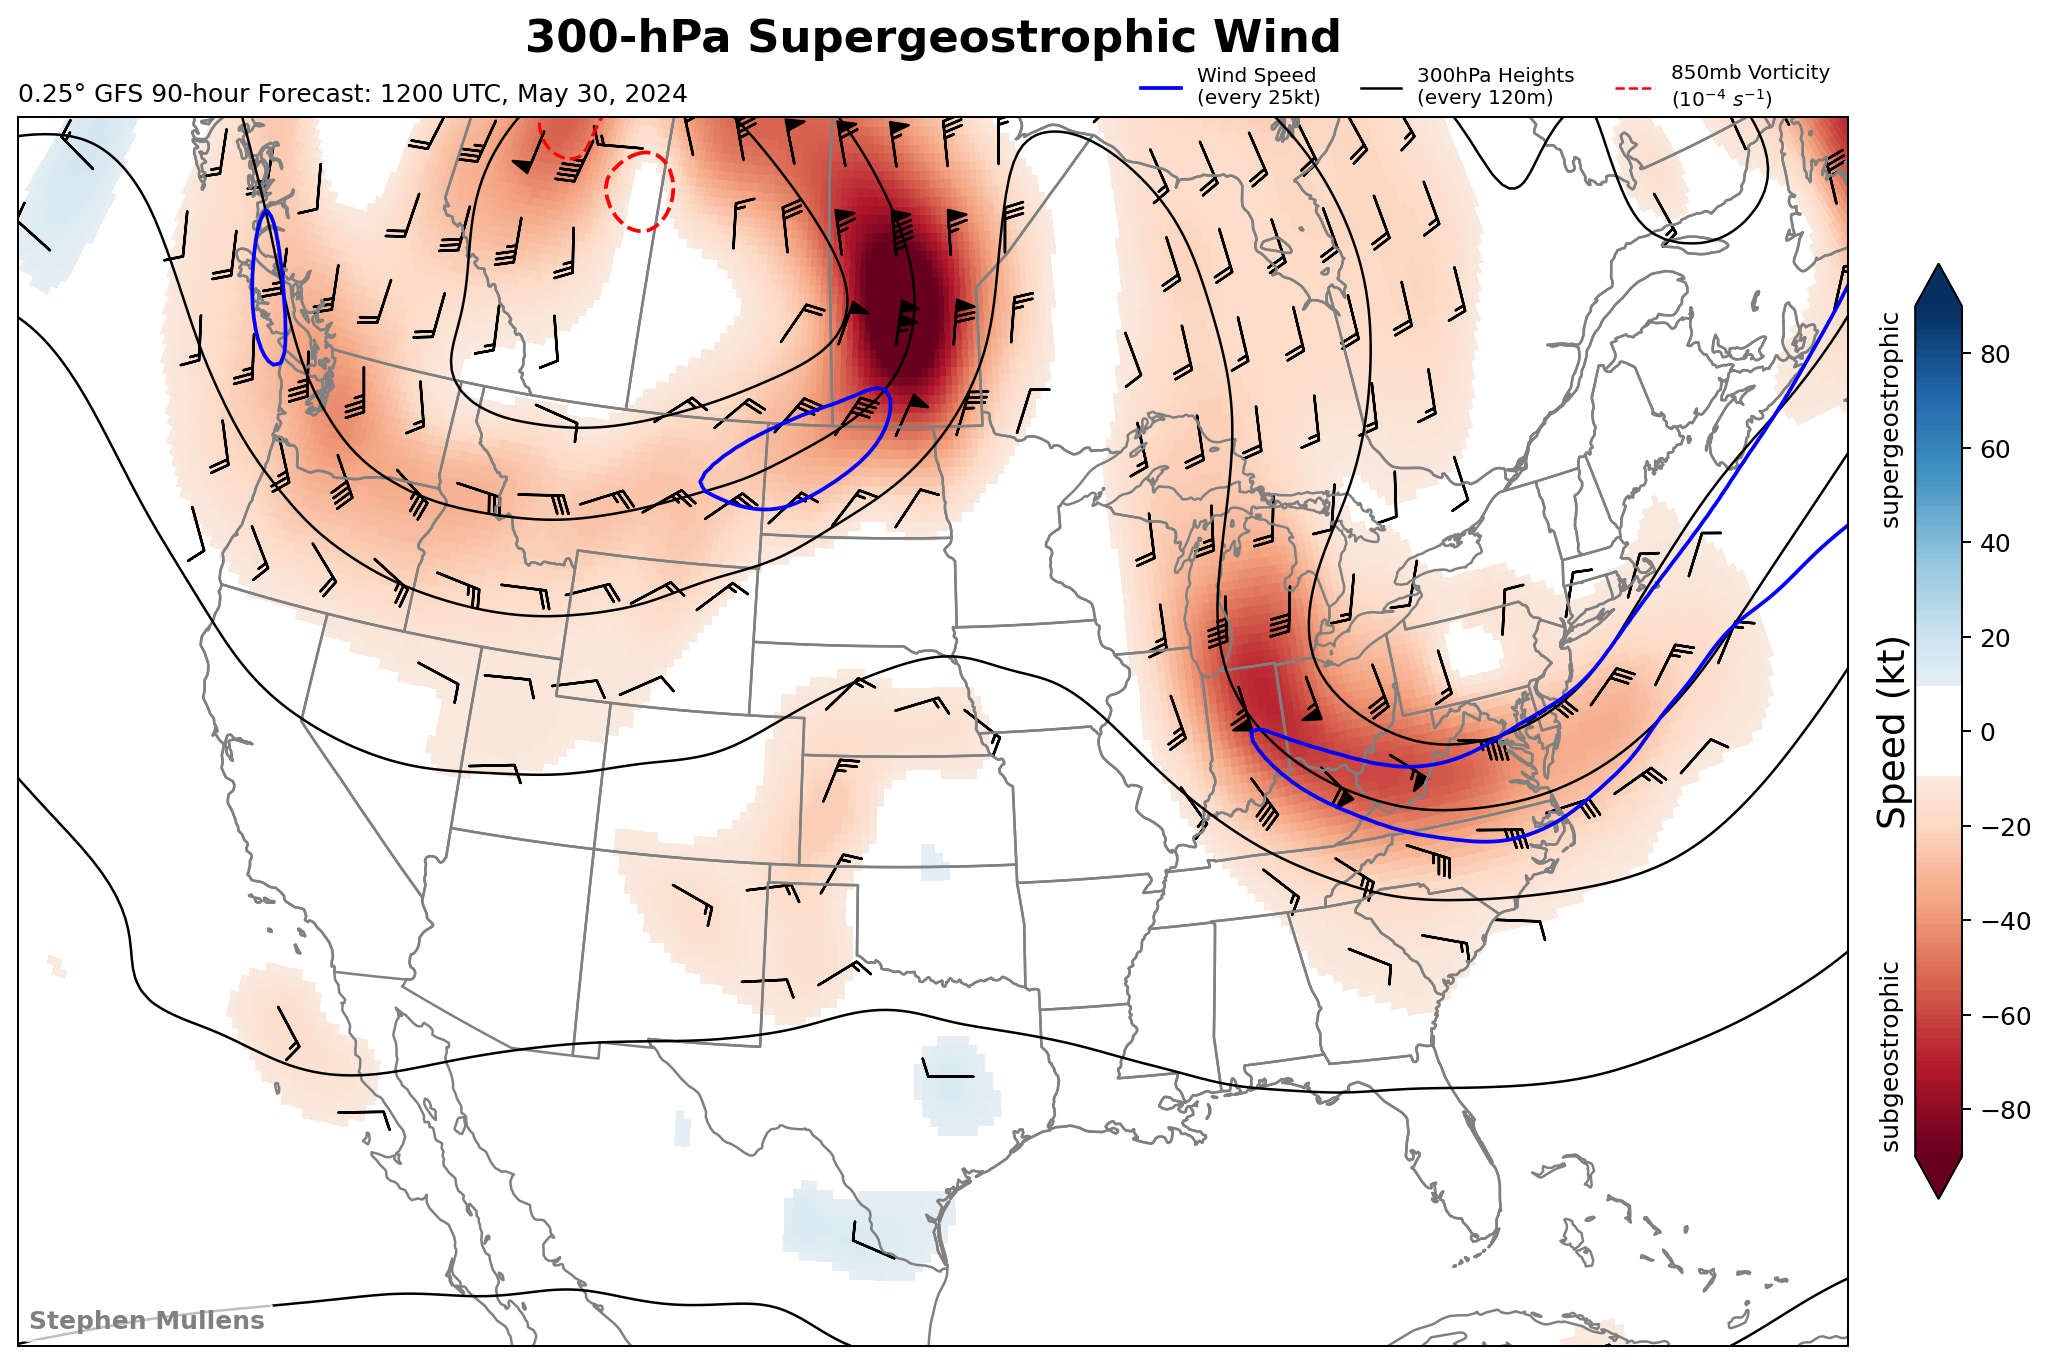 300-hPa Supergeostrophic Wind
0.25° GFS 90-hour Forecast: 1200 UTC, May 30, 2024
Wind Speed
(every 25kt)
300hPa Heights
(every 120m)
850mb Vorticity
(10⁻⁴ s⁻¹)
supergeostrophic
Speed (kt)
subgeostrophic
80
60
40
20
0
−20
−40
−60
−80
Stephen Mullens